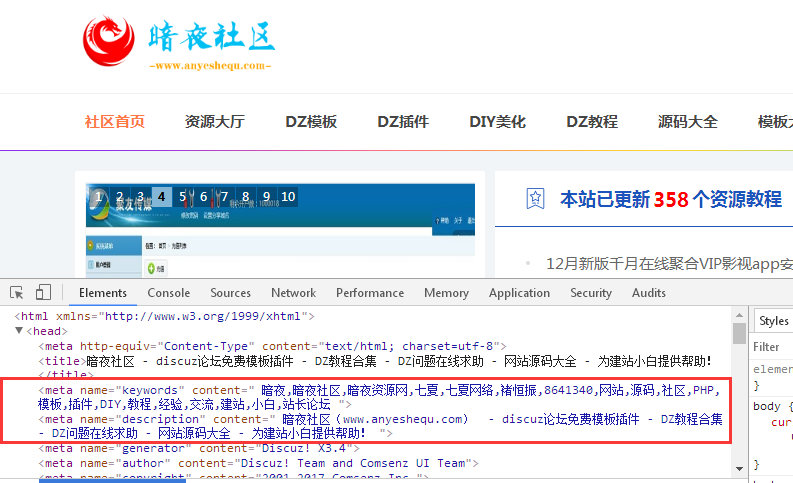 暗夜社区
-www.anyeshequ.com-
社区首页 资源大厅 DZ模板 DZ插件 DIY美化 DZ教程 源码大全 模板大
1 2 3 4 5 6 7 8 9 10
聚友传媒
本站已更新 358 个资源教程
12月新版千月在线聚合VIP影视app安
Elements Console Sources Network Performance Memory Application Security Audits
<html xmlns="http://www.w3.org/1999/xhtml">
▼<head>
<meta http-equiv="Content-Type" content="text/html; charset=utf-8">
<title>暗夜社区 - discuz论坛免费模板插件 - DZ教程合集 - DZ问题在线求助 - 网站源码大全 - 为建站小白提供帮助!
</title>
<meta name="keywords" content=" 暗夜,暗夜社区,暗夜资源网,七夏,七夏网络,褚恒振,8641340,网站,源码,社区,PHP,
模板,插件,DIY,教程,经验,交流,建站,小白,站长论坛 ">
<meta name="description" content=" 暗夜社区（www.anyeshequ.com） - discuz论坛免费模板插件 - DZ教程合集
- DZ问题在线求助 - 网站源码大全 - 为建站小白提供帮助! ">
<meta name="generator" content="Discuz! X3.4">
<meta name="author" content="Discuz! Team and Comsenz UI Team">
<meta name="copyright" content="2001-2017 Comsenz Inc.">
Styles
Filter
elemen
}
body {
cur
}